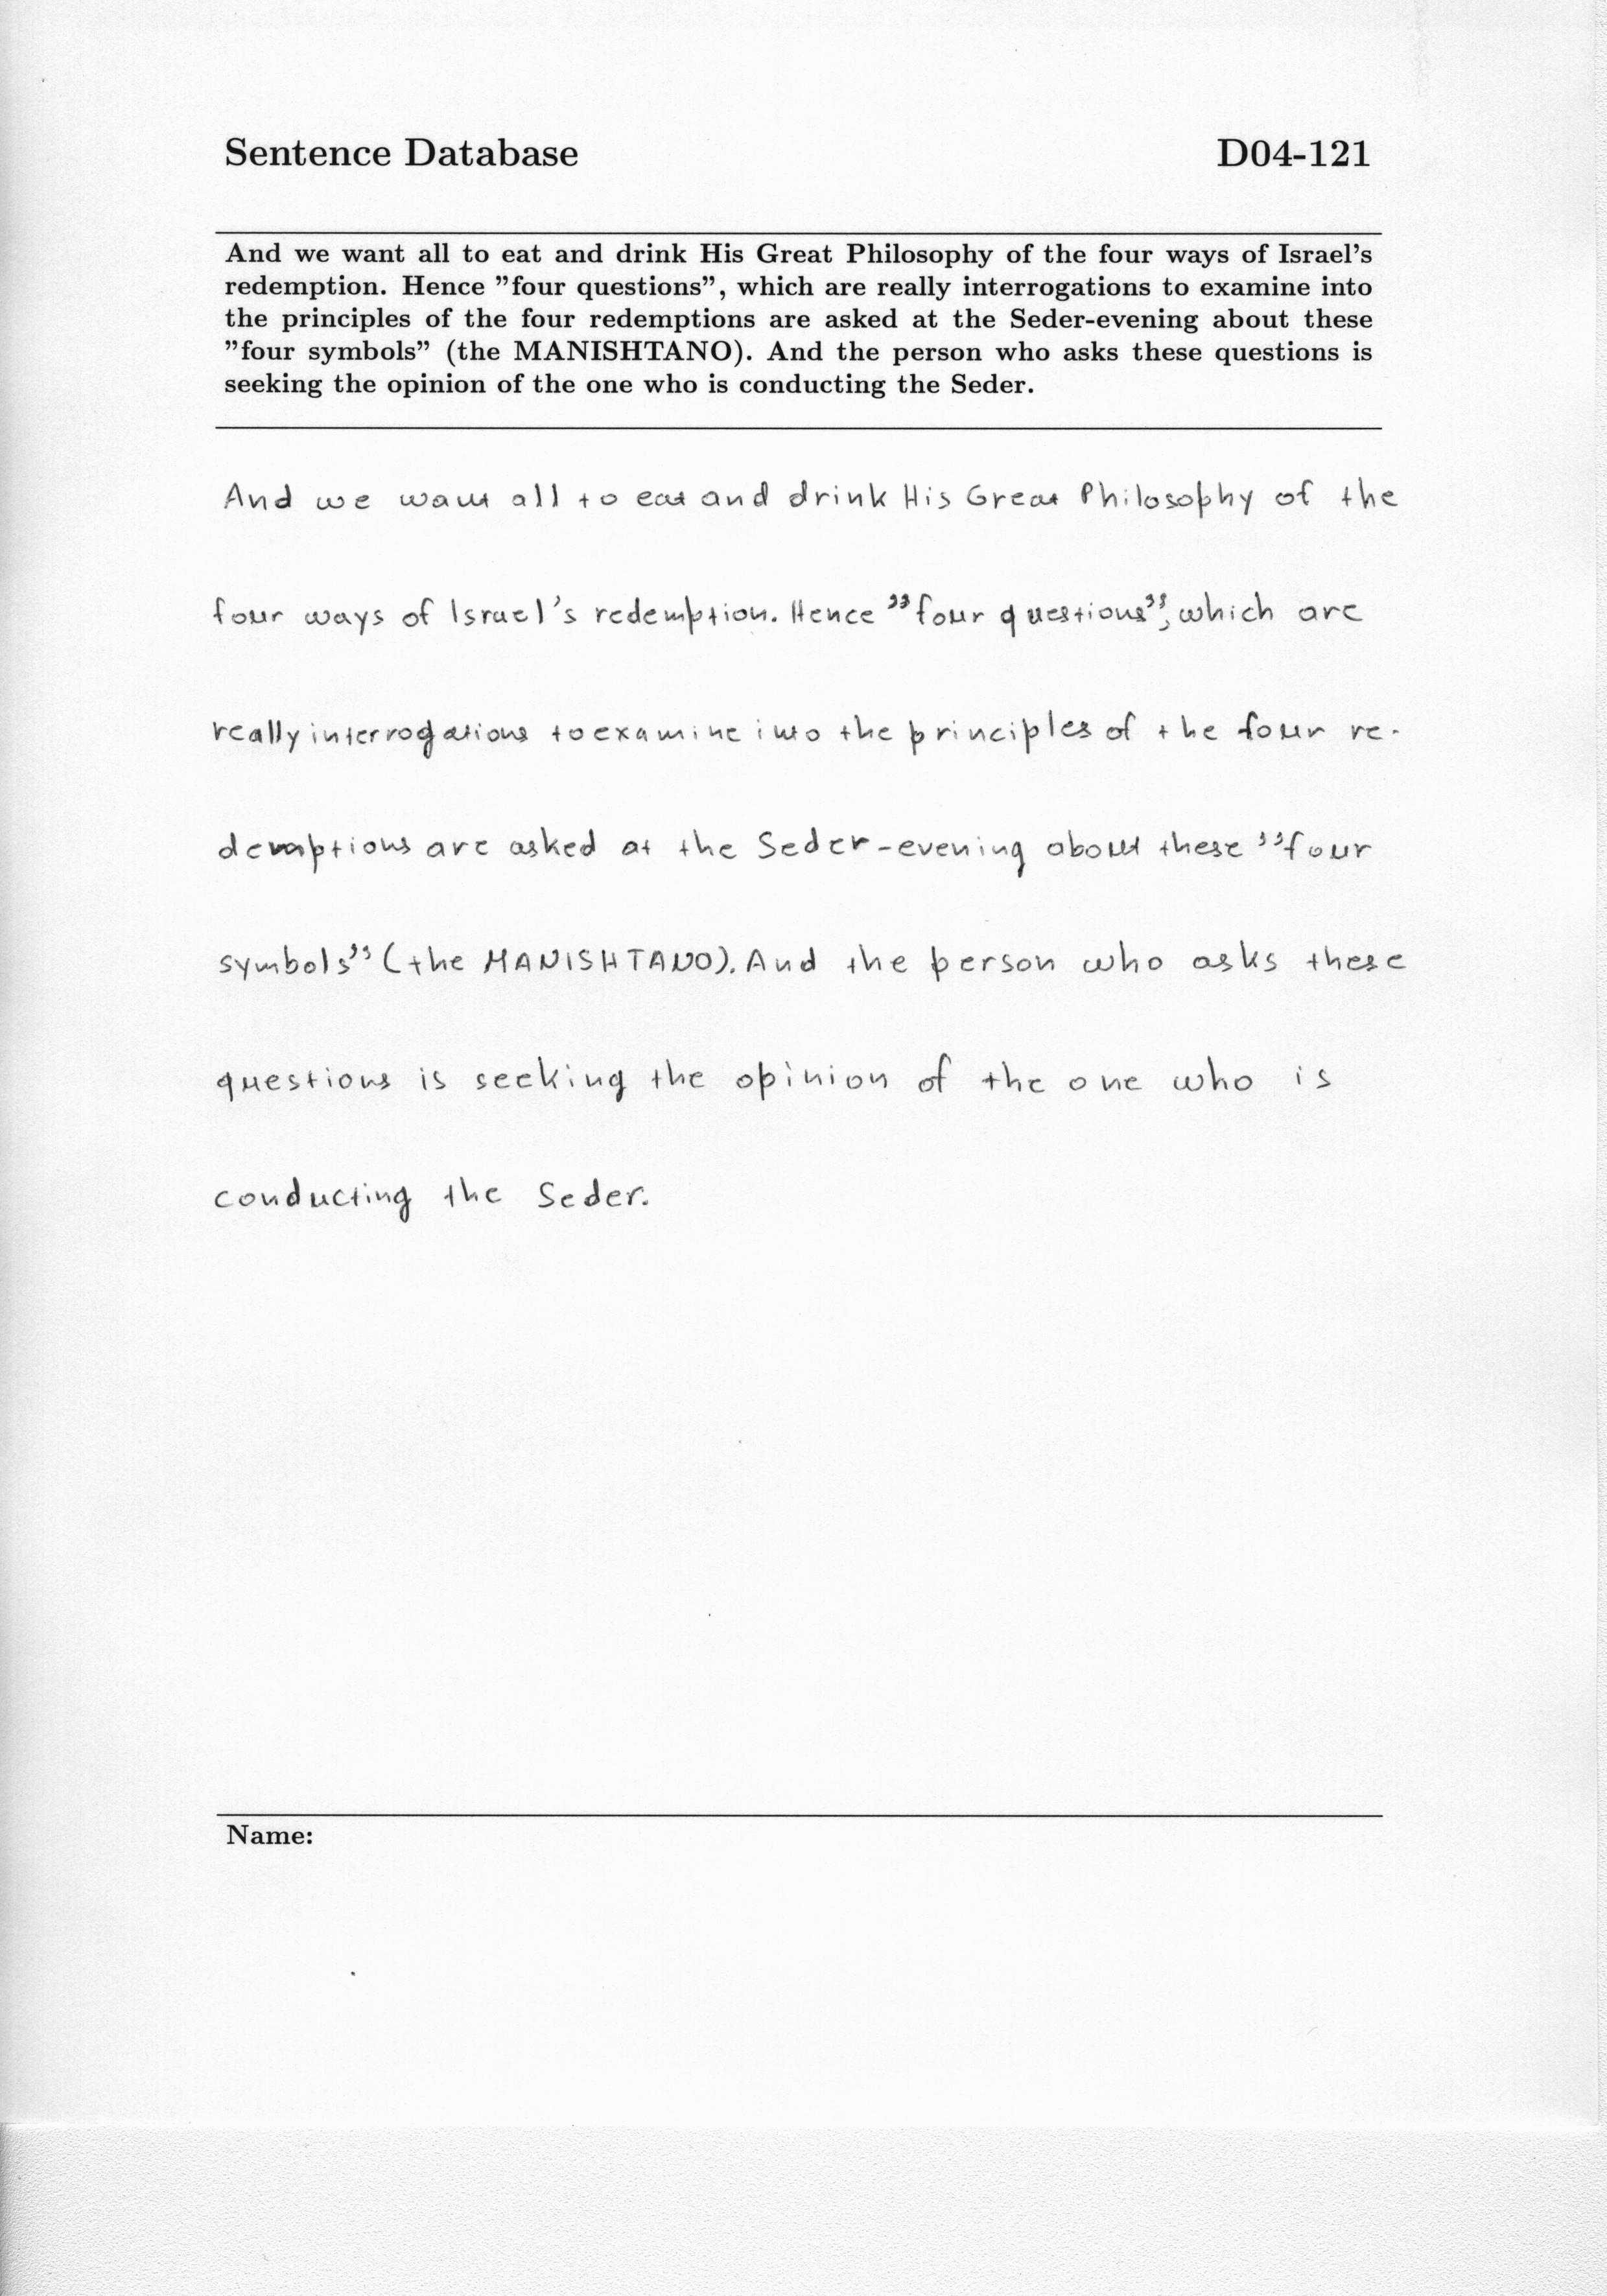 Sentence Database D04-121
And we want all to eat and drink His Great Philosophy of the four ways of Israel's
redemption. Hence "four questions", which are really interrogations to examine into
the principles of the four redemptions are asked at the Seder-evening about these
"four symbols" (the MANISHTANO). And the person who asks these questions is
seeking the opinion of the one who is conducting the Seder.
And we want all to eat and drink His Great Philosophy of the
four ways of Israel's redemption. Hence "four questions", which are
really interrogations to examine into the principles of the four re-
demptions are asked at the Seder-evening about these "four
symbols" (the MANISHTANO). And the person who asks these
questions is seeking the opinion of the one who is
conducting the Seder.
Name: